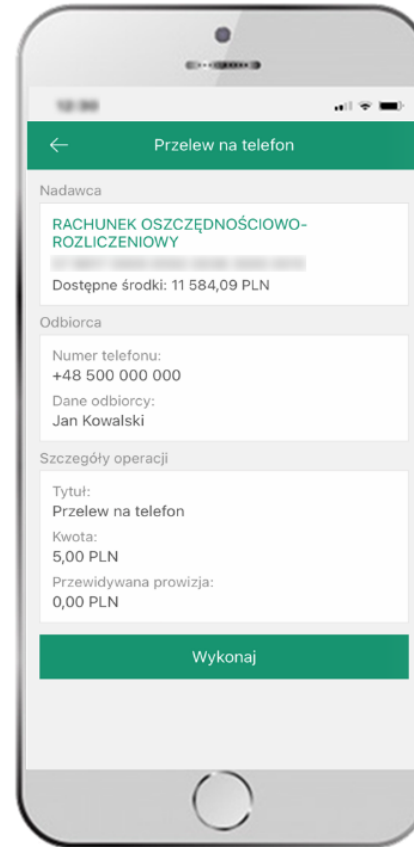 Przelew na telefon
Nadawca
RACHUNEK OSZCZĘDNOŚCIOWO-
ROZLICZENIOWY
Dostępne środki: 11 584,09 PLN
Odbiorca
Numer telefonu:
+48 500 000 000
Dane odbiorcy:
Jan Kowalski
Szczegóły operacji
Tytuł:
Przelew na telefon
Kwota:
5,00 PLN
Przewidywana prowizja:
0,00 PLN
Wykonaj